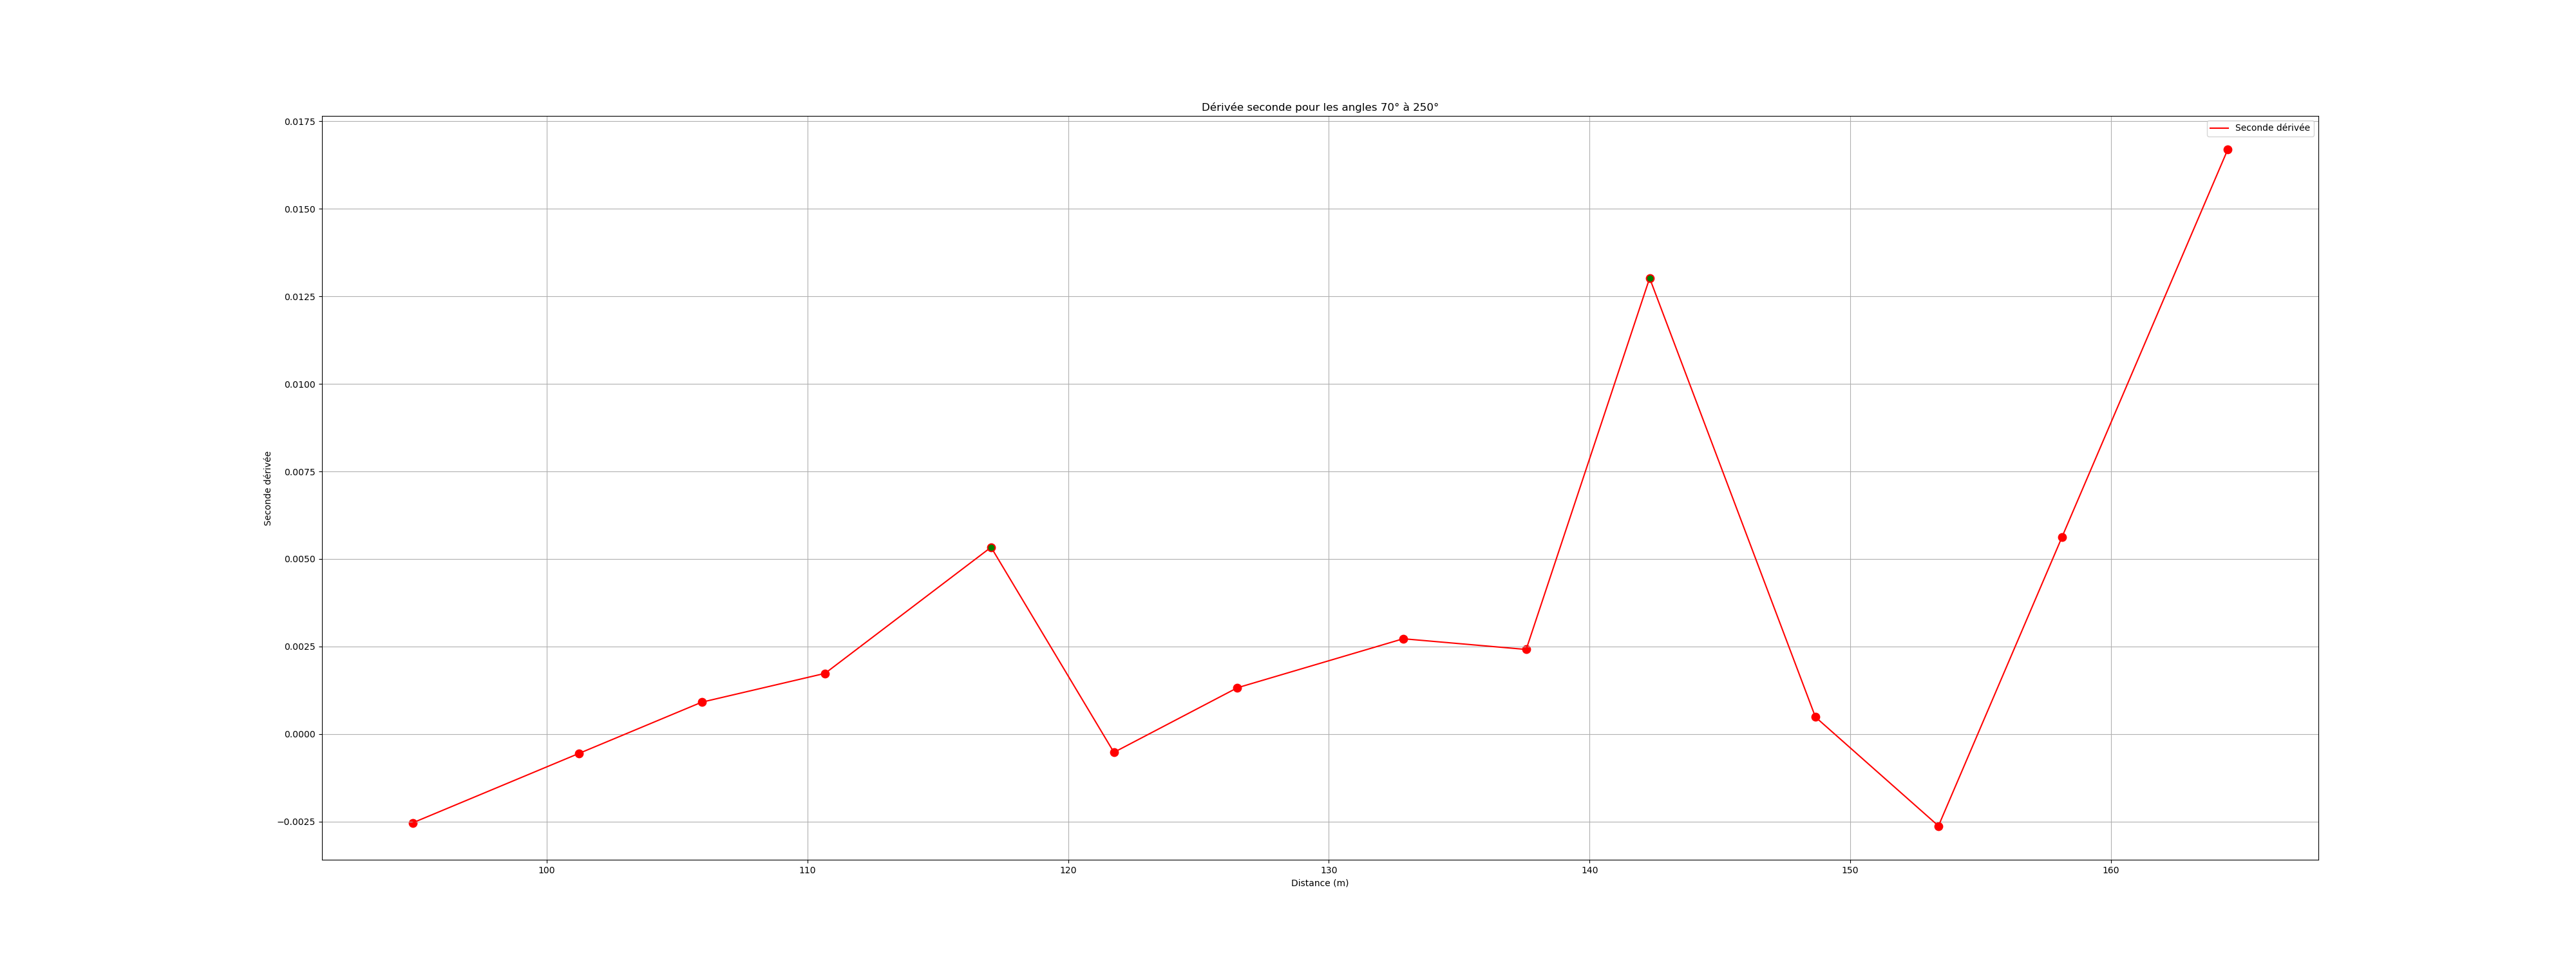 Dérivée seconde pour les angles 70° à 250°
Seconde dérivée
0.0175
0.0150
0.0125
0.0100
0.0075
0.0050
0.0025
0.0000
−0.0025
Seconde dérivée
100 110 120 130 140 150 160
Distance (m)